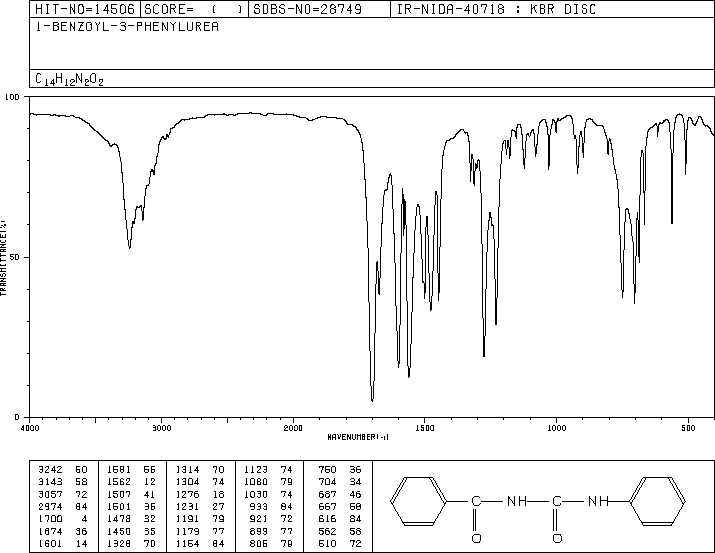 HIT-NO=14506 SCORE= ( ) SDBS-NO=28749 IR-NIDA-40718 : KBR DISC
1-BENZOYL-3-PHENYLUREA
C14H12N2O2
100
50
0
TRANSMITTANCE(%)
4000 3000 2000 1500 1000 500
WAVENUMBER(-1)
3242 50 1581 55 1314 70 1123 74 750 36
3143 58 1562 12 1304 74 1080 79 704 34
3057 72 1507 41 1276 18 1030 74 687 46
2974 84 1501 36 1231 27 933 84 667 58
1700 4 1478 32 1191 79 921 72 616 84
1674 36 1450 35 1179 77 899 77 562 58
1601 14 1328 70 1154 84 805 79 510 72
C NH C NH
O O